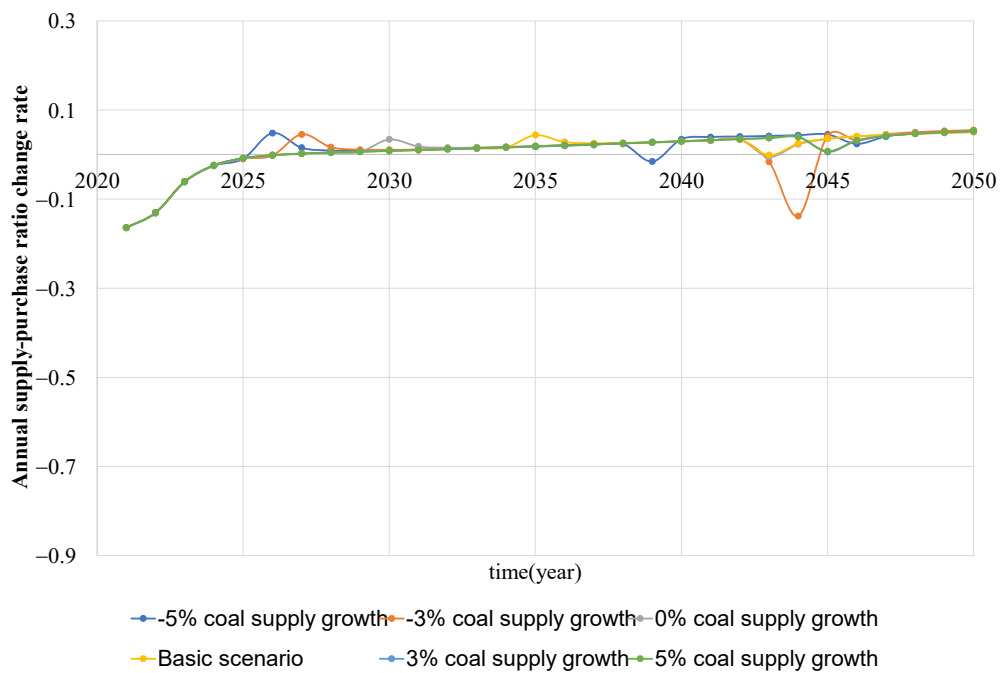 Annual supply-purchase ratio change rate
0.3
0.1
2020 2025 2030 2035 2040 2045 2050
–0.1
–0.3
–0.5
–0.7
–0.9
time(year)
-5% coal supply growth -3% coal supply growth 0% coal supply growth
Basic scenario 3% coal supply growth 5% coal supply growth